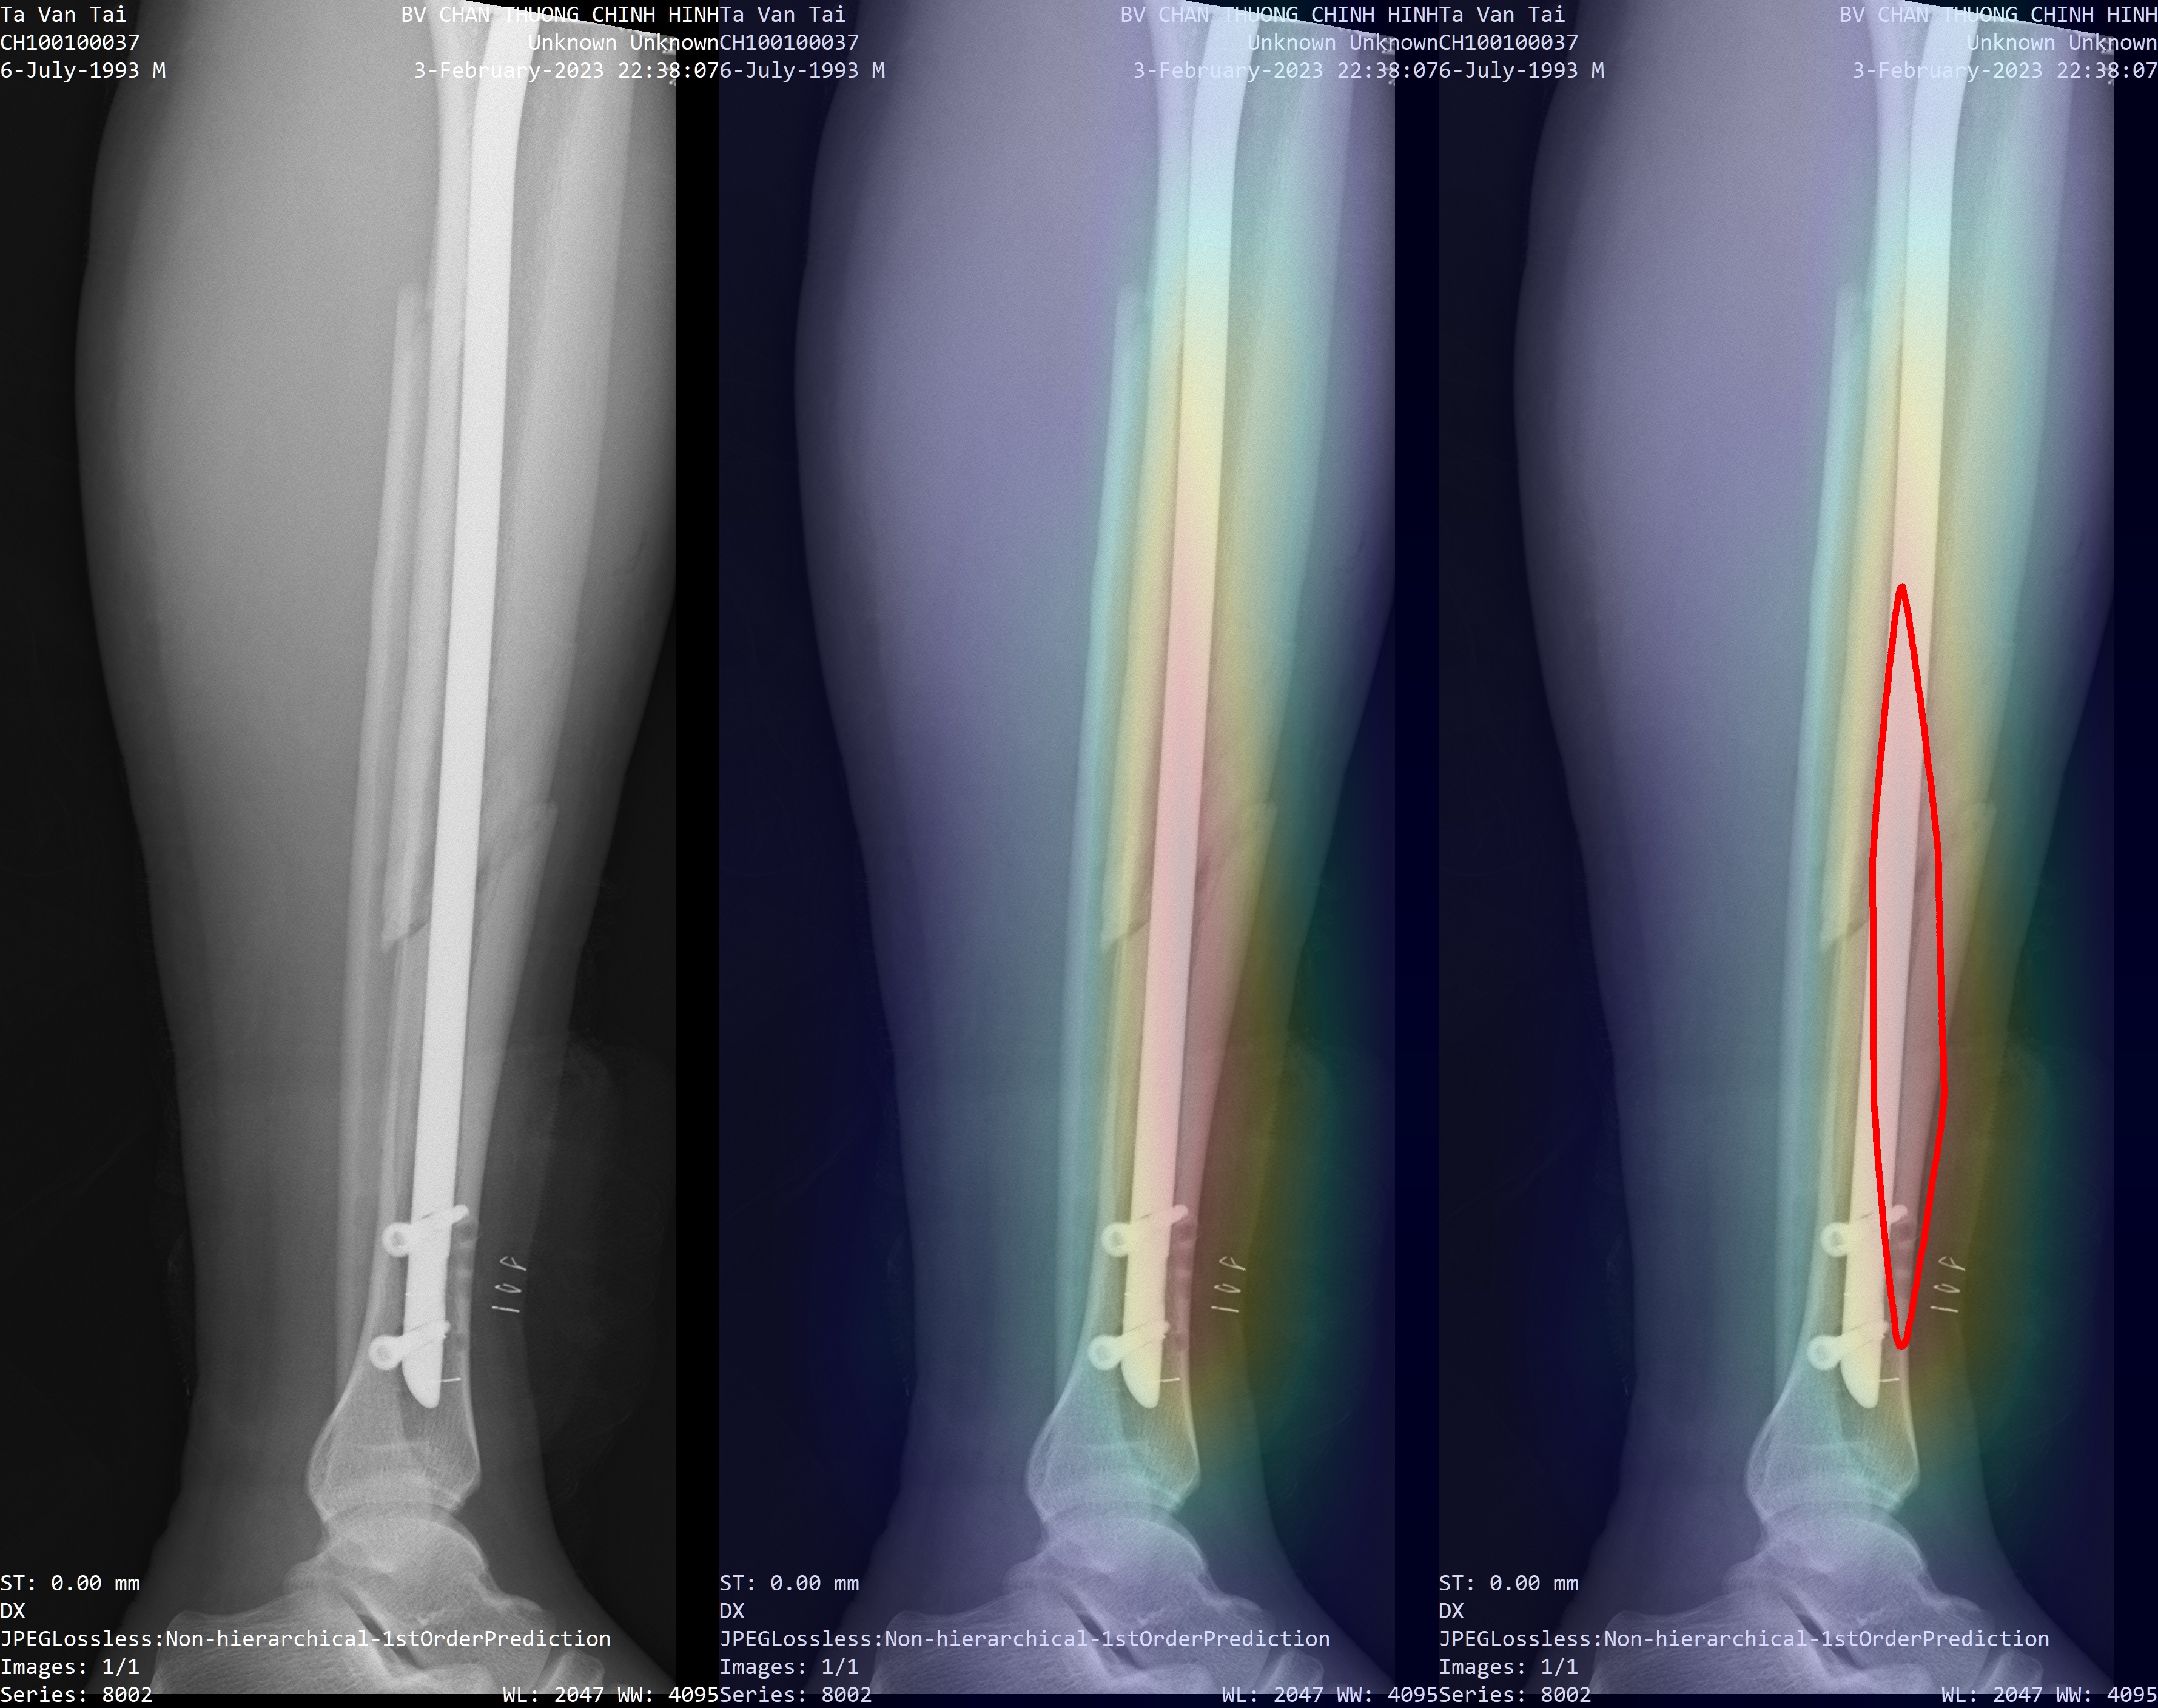 Ta Van Tai BV CHAN THUONG CHINH HINH
CH100100037 Unknown Unknown
6-July-1993 M 3-February-2023 22:38:07
ST: 0.00 mm
DX
JPEGLossless:Non-hierarchical-1stOrderPrediction
Images: 1/1
Series: 8002 WL: 2047 WW: 4095
Ta Van Tai BV CHAN THUONG CHINH HINH
CH100100037 Unknown Unknown
6-July-1993 M 3-February-2023 22:38:07
ST: 0.00 mm
DX
JPEGLossless:Non-hierarchical-1stOrderPrediction
Images: 1/1
Series: 8002 WL: 2047 WW: 4095
Ta Van Tai BV CHAN THUONG CHINH HINH
CH100100037 Unknown Unknown
6-July-1993 M 3-February-2023 22:38:07
ST: 0.00 mm
DX
JPEGLossless:Non-hierarchical-1stOrderPrediction
Images: 1/1
Series: 8002 WL: 2047 WW: 4095